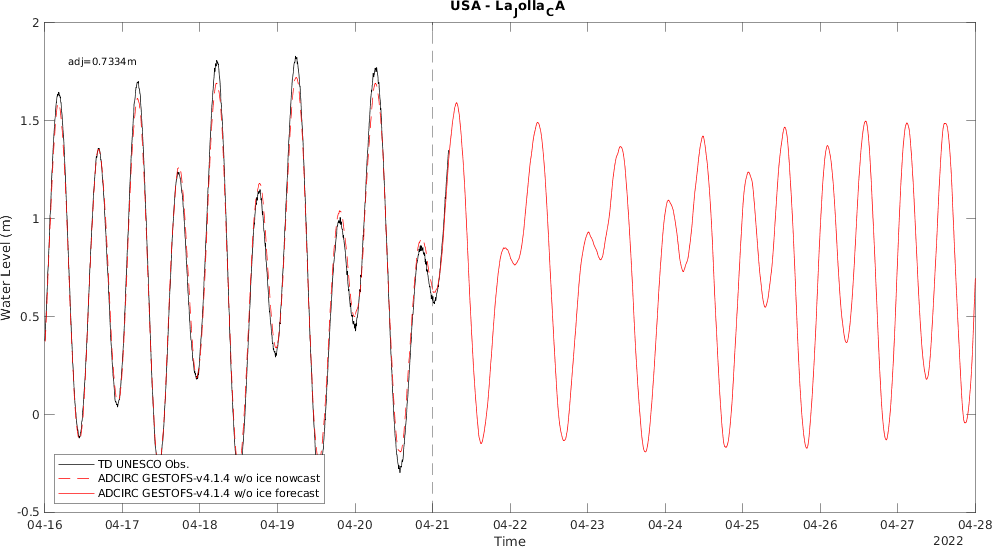 USA - LaJollaCA
2
adj=0.7334m
1.5
1
Water Level (m)
0.5
0
TD UNESCO Obs.
ADCIRC GESTOFS-v4.1.4 w/o ice nowcast
ADCIRC GESTOFS-v4.1.4 w/o ice forecast
-0.5
04-16 04-17 04-18 04-19 04-20 04-21 04-22 04-23 04-24 04-25 04-26 04-27 04-28
Time
2022